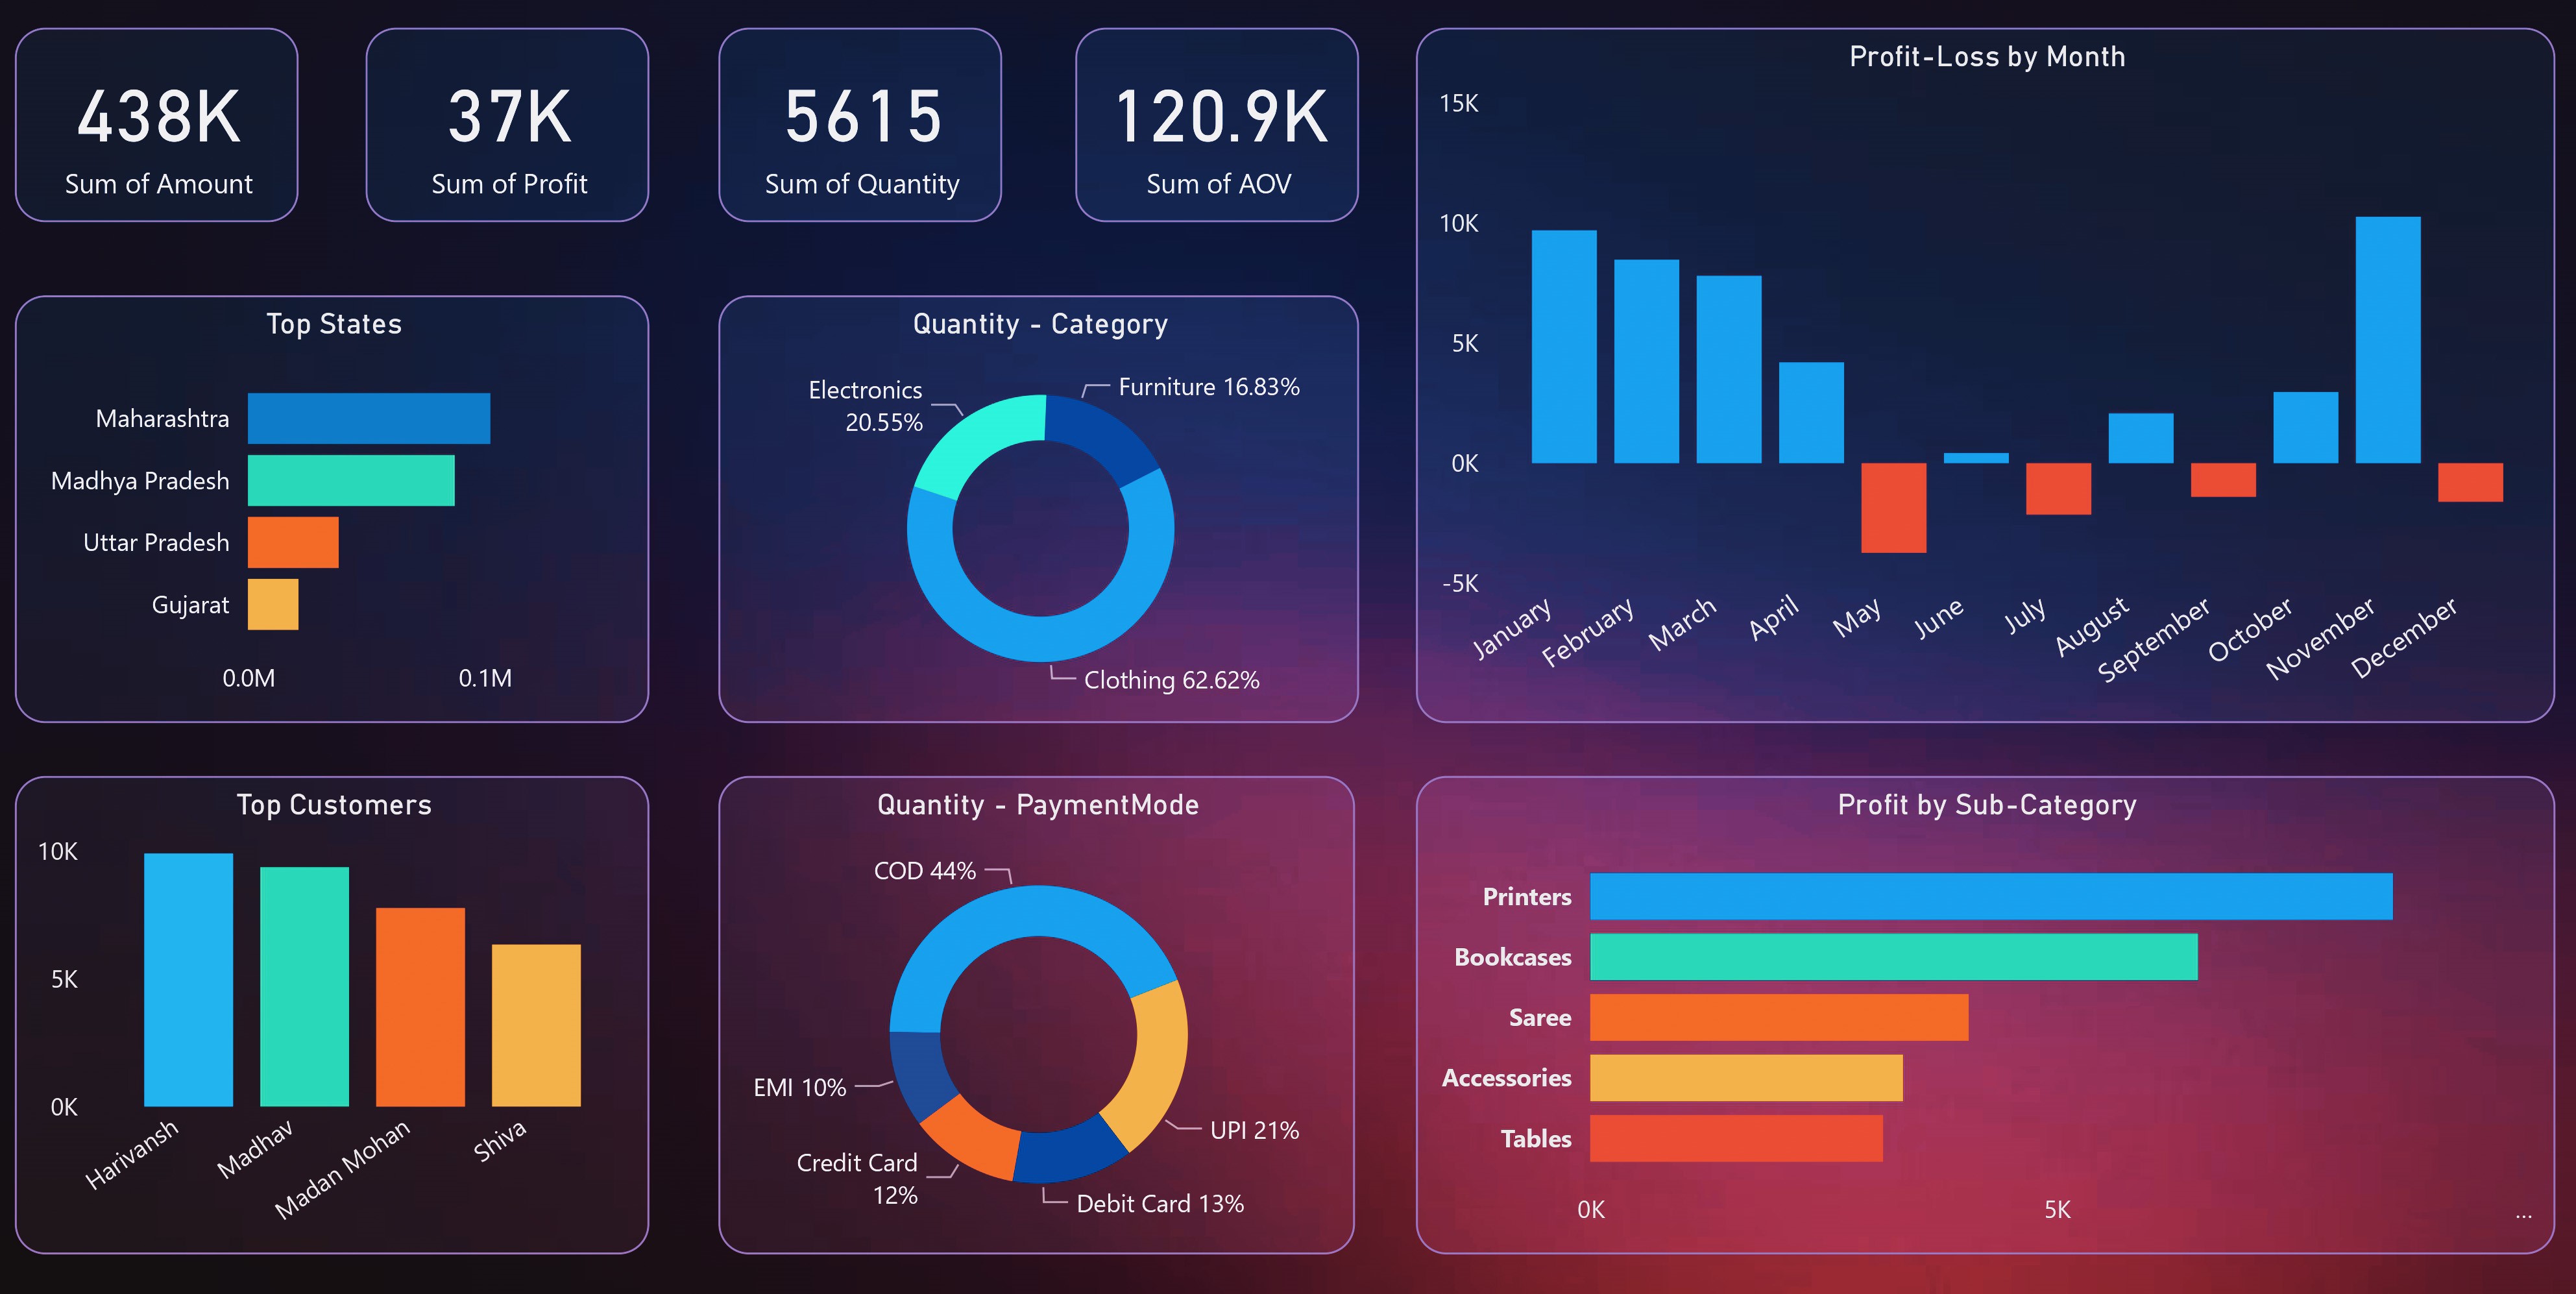 438K
Sum of Amount
37K
Sum of Profit
5615
Sum of Quantity
120.9K
Sum of AOV
Profit-Loss by Month
15K
10K
5K
0K
-5K
January
February
March
April
May
June
July
August
September
October
November
December
Top States
Maharashtra
Madhya Pradesh
Uttar Pradesh
Gujarat
0.0M
0.1M
Quantity - Category
Electronics
20.55%
Furniture 16.83%
Clothing 62.62%
Top Customers
10K
5K
0K
Harivansh
Madhav
Madan Mohan
Shiva
Quantity - PaymentMode
COD 44%
EMI 10%
Credit Card
12%
Debit Card 13%
UPI 21%
Profit by Sub-Category
Printers
Bookcases
Saree
Accessories
Tables
0K
5K
...